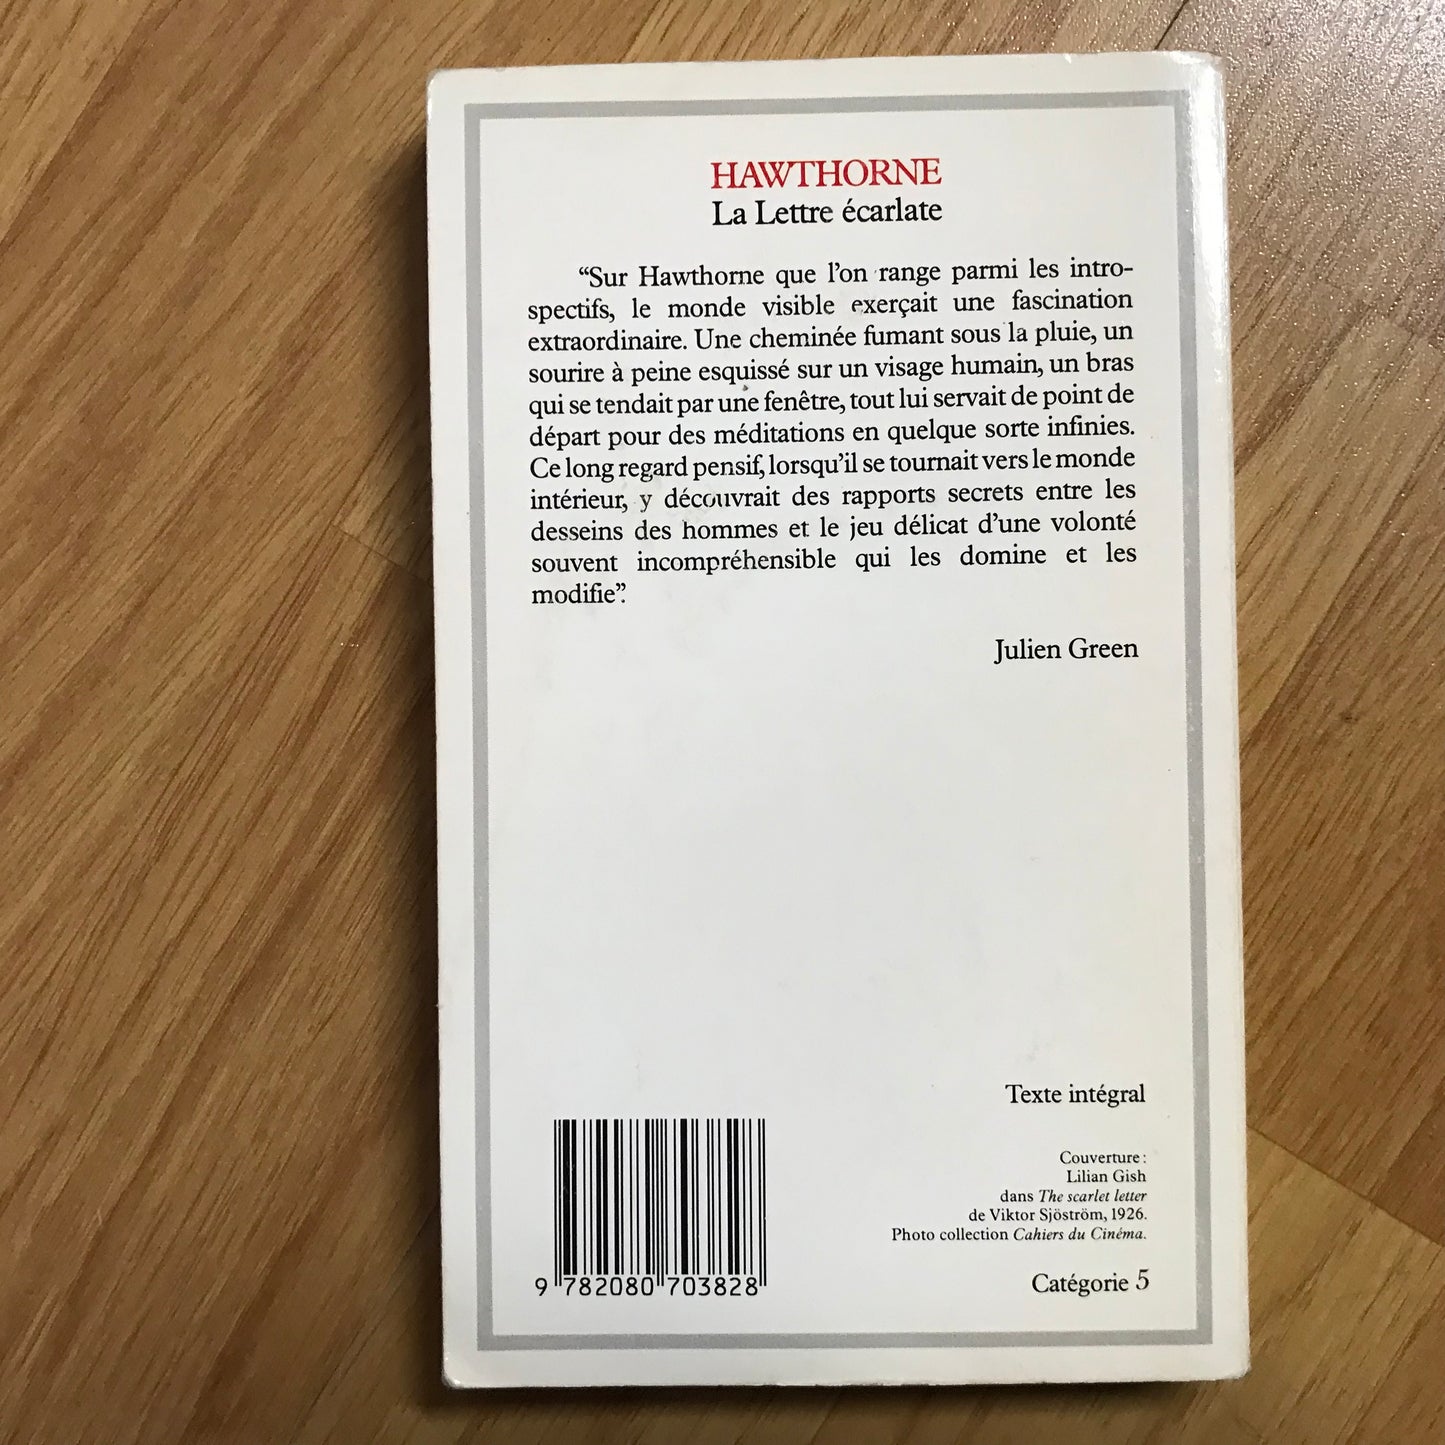 HAWTHORNE
La Lettre écarlate
“Sur Hawthorne que l’on range parmi les intro-
spectifs, le monde visible exerçait une fascination
extraordinaire. Une cheminée fumant sous la pluie, un
sourire à peine esquissé sur un visage humain, un bras
qui se tendait par une fenêtre, tout lui servait de point de
départ pour des méditations en quelque sorte infinies.
Ce long regard pensif, lorsqu’il se tournait vers le monde
intérieur, y découvrait des rapports secrets entre les
desseins des hommes et le jeu délicat d’une volonté
souvent incompréhensible qui les domine et les
modifie”.
Julien Green
Texte intégral
Couverture :
Lilian Gish
dans The scarlet letter
de Viktor Sjöström, 1926.
Photo collection Cahiers du Cinéma.
Catégorie 5
9 782080 703828